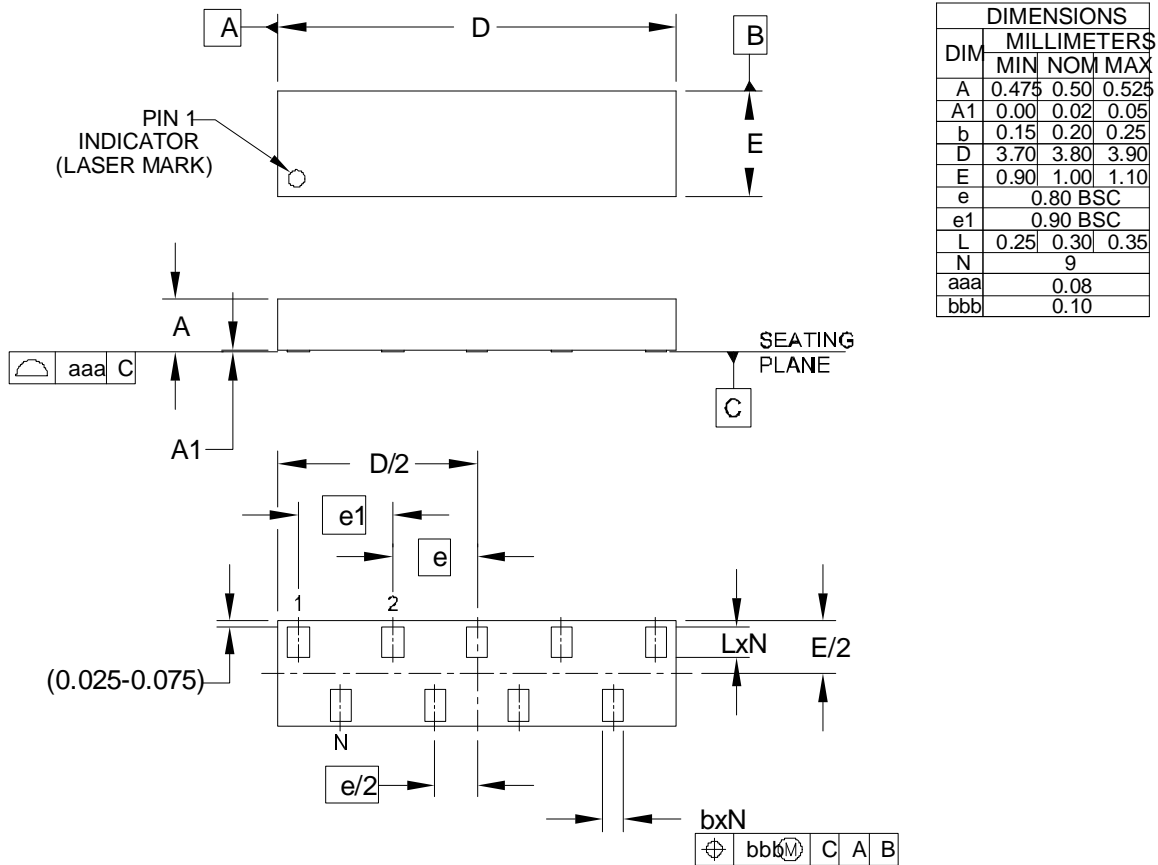 A
D
B
PIN 1
INDICATOR
(LASER MARK)
E
DIMENSIONS
DIM MILLIMETERS
MIN NOM MAX
A 0.475 0.50 0.525
A1 0.00 0.02 0.05
b 0.15 0.20 0.25
D 3.70 3.80 3.90
E 0.90 1.00 1.10
e 0.80 BSC
e1 0.90 BSC
L 0.25 0.30 0.35
N 9
aaa 0.08
bbb 0.10
A
SEATING
PLANE
aaa C
C
A1
D/2
e1
e
1 2
LxN
E/2
(0.025-0.075)
N
e/2
bxN
bbb Ⓜ C A B